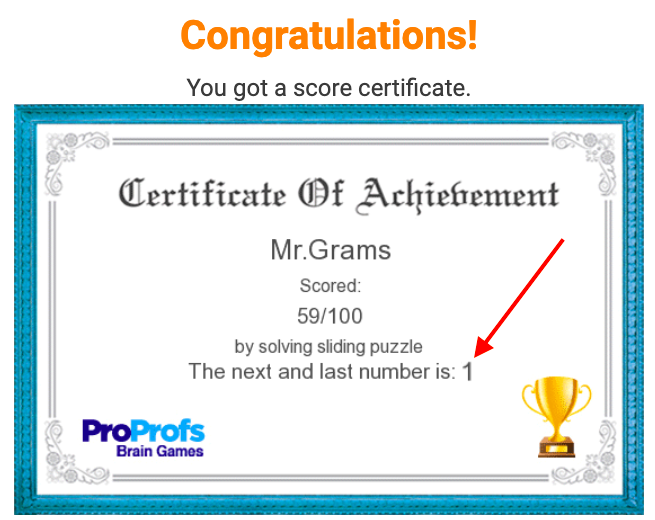 Congratulations!
You got a score certificate.
Certificate Of Achievement
Mr.Grams
Scored:
59/100
by solving sliding puzzle
The next and last number is: 1
ProProfs
Brain Games